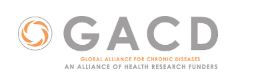 GACD
GLOBAL ALLIANCE FOR CHRONIC DISEASES
AN ALLIANCE OF HEALTH RESEARCH FUNDERS